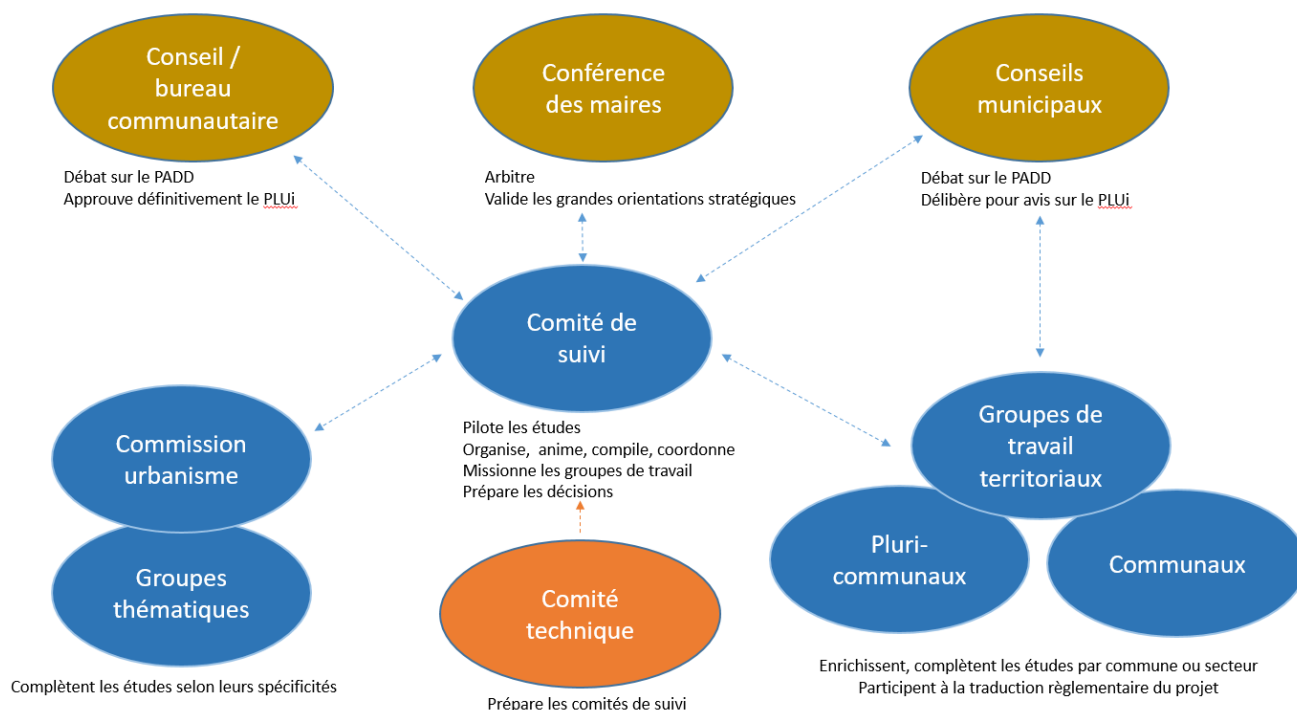 Conseil /
bureau
communautaire
Débat sur le PADD
Approuve définitivement le PLUi
Conférence
des maires
Arbitre
Valide les grandes orientations stratégiques
Conseils
municipaux
Débat sur le PADD
Délibère pour avis sur le PLUi
Comité de
suivi
Pilote les études
Organise, anime, compile, coordonne
Missionne les groupes de travail
Prépare les décisions
Commission
urbanisme
Groupes
thématiques
Complètent les études selon leurs spécificités
Comité
technique
Prépare les comités de suivi
Groupes de
travail
territoriaux
Pluri-
communaux
Communaux
Enrichissent, complètent les études par commune ou secteur
Participent à la traduction règlementaire du projet